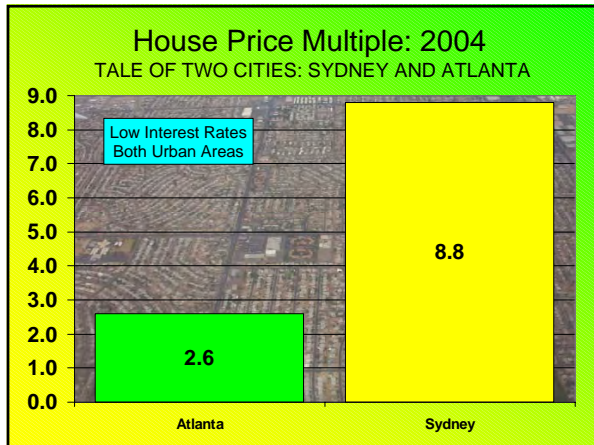 House Price Multiple: 2004
TALE OF TWO CITIES: SYDNEY AND ATLANTA
9.0
8.0
7.0
6.0
5.0
4.0
3.0
2.0
1.0
0.0
Low Interest Rates
Both Urban Areas
2.6
8.8
Atlanta
Sydney